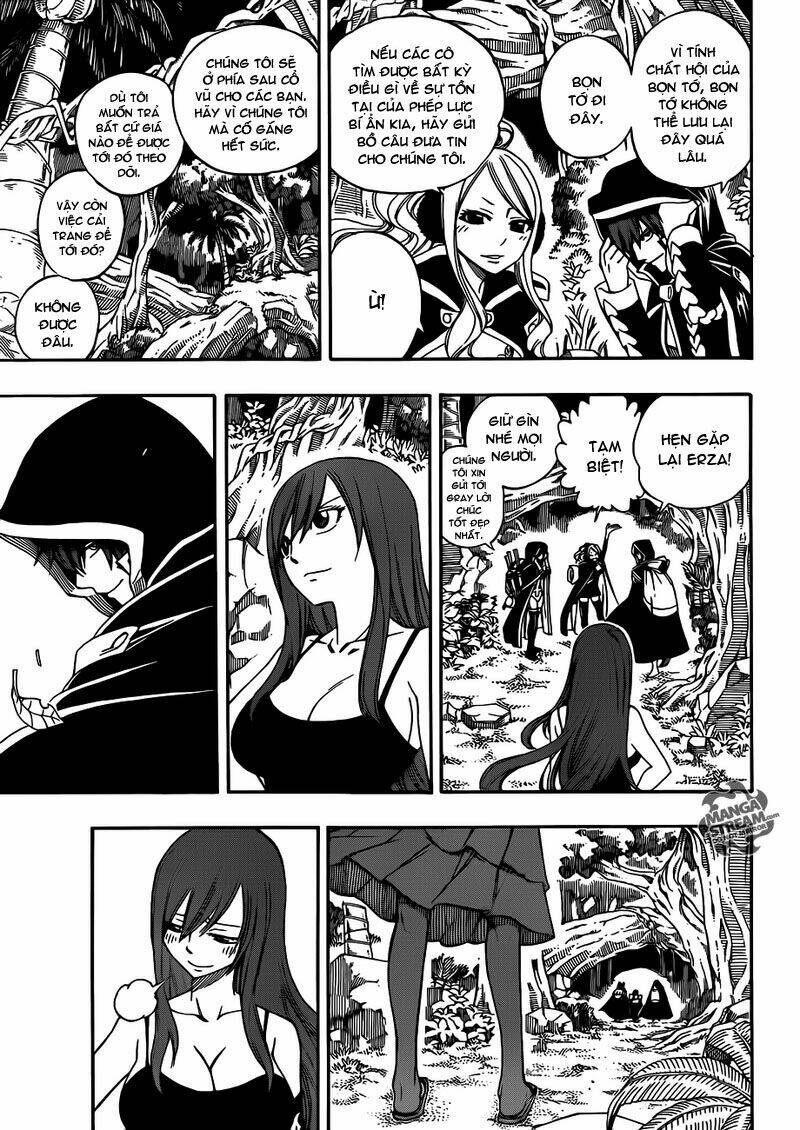 VÌ TÍNH
CHẤT HỘI CỦA
BỌN TỚ, BỌN
TỚ KHÔNG
THỂ LƯU LẠI
ĐÂY QUÁ
LÂU.
BỌN
TỚ ĐI
ĐÂY.
NẾU CÁC CÔ
TÌM ĐƯỢC BẤT KỲ
ĐIỀU GÌ VỀ SỰ TỒN
TẠI CỦA PHÉP LỰC
BÍ ẨN KIA, HÃY GỬI
BỒ CÂU ĐƯA TIN
CHO CHÚNG TÔI.
Ừ!
CHÚNG TÔI SẼ
Ở PHÍA SAU CỔ
VŨ CHO CÁC BẠN.
HÃY VÌ CHÚNG TÔI
MÀ CỐ GẮNG
HẾT SỨC.
DÙ TÔI
MUỐN TRẢ
BẤT CỨ GIÁ
NÀO ĐỂ ĐƯỢC
TỚI ĐÓ THEO
DÕI.
VẬY CÒN
VIỆC CẢI
TRANG ĐỂ
TỚI ĐÓ?
KHÔNG
ĐƯỢC
ĐÂU.
HẸN GẶP
LẠI ERZA!
TẠM
BIỆT!
GIỮ GÌN
NHÉ MỌI
NGƯỜI.
CHÚNG
TÔI XIN
GỬI TỚI
GRAY LỜI
CHÚC
TỐT ĐẸP
NHẤT.
MANGA
STREAM
.COM